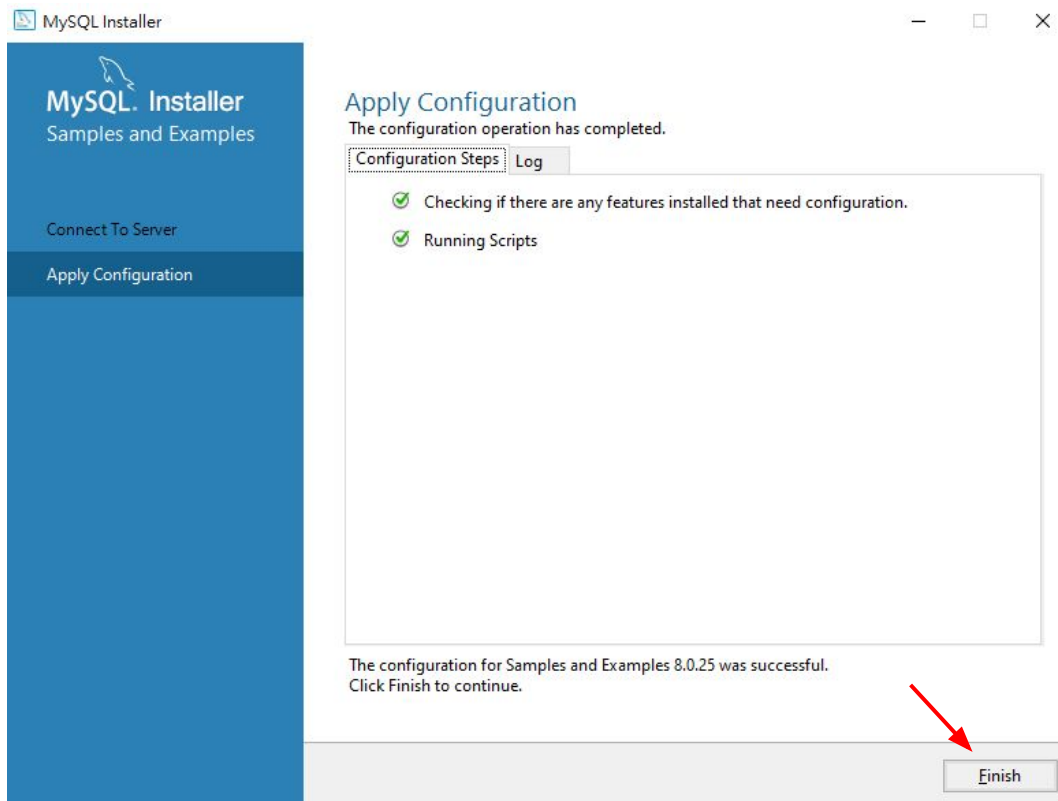 MySQL Installer
MySQL. Installer
Samples and Examples
Connect To Server
Apply Configuration
Apply Configuration
The configuration operation has completed.
Configuration Steps
Log
Checking if there are any features installed that need configuration.
Running Scripts
The configuration for Samples and Examples 8.0.25 was successful.
Click Finish to continue.
Finish